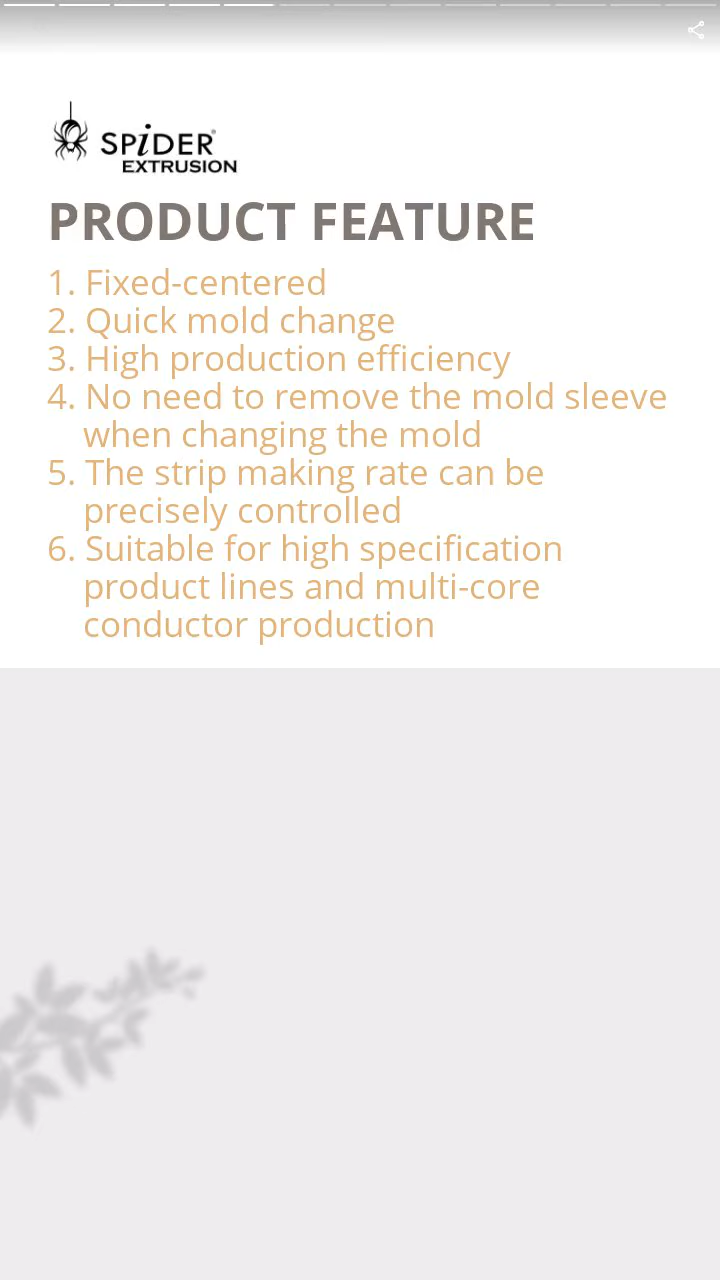 SPiDER®
EXTRUSION
PRODUCT FEATURE
1. Fixed-centered
2. Quick mold change
3. High production efficiency
4. No need to remove the mold sleeve
when changing the mold
5. The strip making rate can be
precisely controlled
6. Suitable for high specification
product lines and multi-core
conductor production